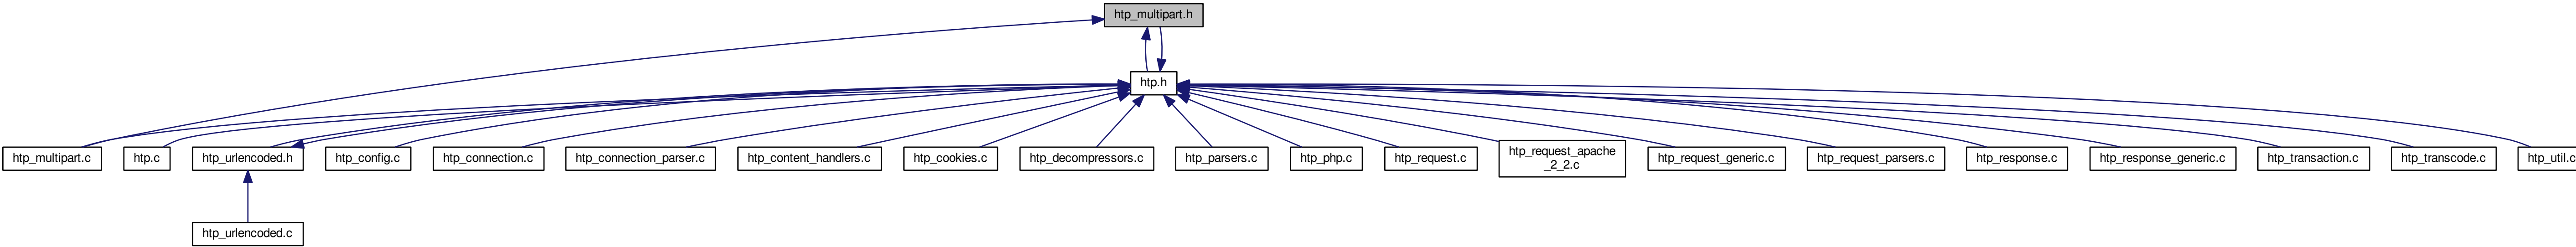 htp_multipart.h
htp.h
htp_multipart.c
htp.c
htp_urlencoded.h
htp_config.c
htp_connection.c
htp_connection_parser.c
htp_content_handlers.c
htp_cookies.c
htp_decompressors.c
htp_parsers.c
htp_php.c
htp_request.c
htp_request_apache
_2_2.c
htp_request_generic.c
htp_request_parsers.c
htp_response.c
htp_response_generic.c
htp_transaction.c
htp_transcode.c
htp_util.c
htp_urlencoded.c